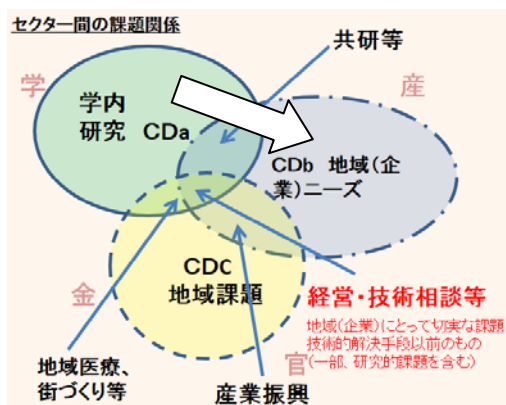 セクター間の課題関係
共研等
学
産
学内
研究 CDa
CDb 地域(企
業)ニーズ
CDC
地域課題
金
経営・技術相談等
地域(企業)にとって切実な課題
技術的解決手段以前のもの
(一部、研究的課題を含む)
官
地域医療、
街づくり等
産業振興